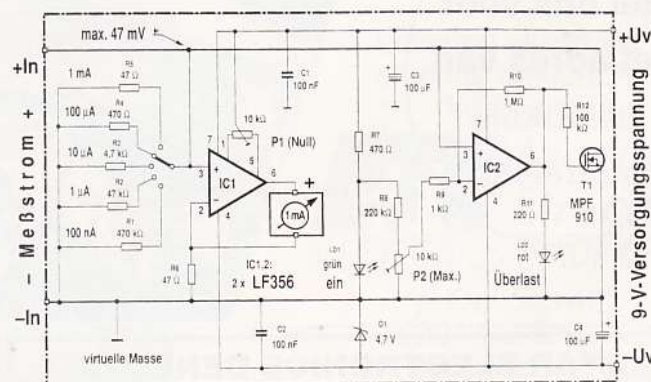 max. 47 mV
+Uv
+In
– Meßstrom +
–In
1 mA
R5
47 Ω
100 µA
R4
470 Ω
10 µA
R3
4,7 kΩ
1 µA
R2
47 kΩ
100 nA
R1
470 kΩ
C1
100 nF
10 kΩ
P1 (Null)
7
1
5
3
+
IC1
6
2
–
4
+
1 mA
R6
47 Ω
IC1,2:
2 x LF356
C3
100 µF
R7
470 Ω
R8
220 kΩ
R9
1 kΩ
LD1
grün
ein
10 kΩ
P2 (Max.)
R10
1 MΩ
7
3
+
IC2
6
2
–
4
R12
100
kΩ
T1
MPF
910
R11
220 Ω
LD2
rot
Überlast
virtuelle Masse
C2
100 nF
D1
4,7 V
C4
100 µF
–Uv
9-V-Versorgungsspannung